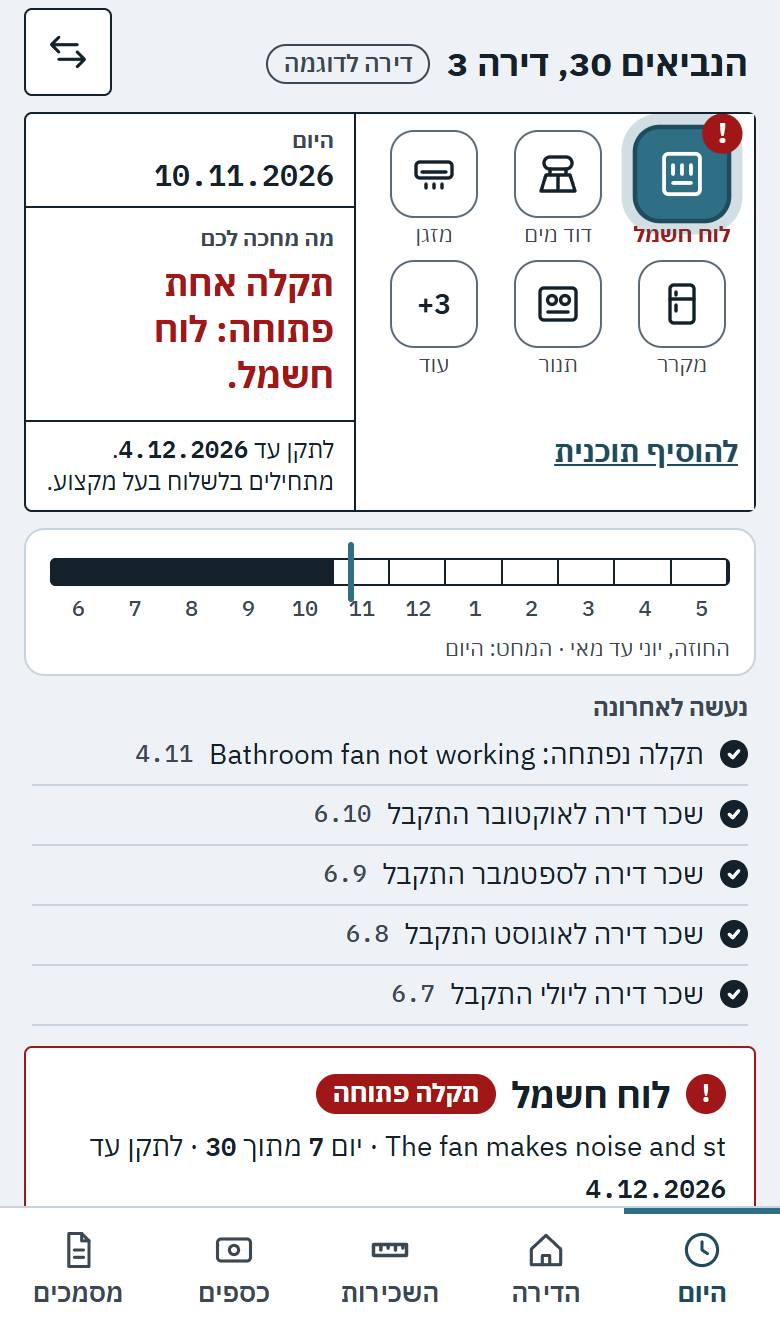 הנביאים 30, דירה 3
דירה לדוגמה
!
לוח חשמל
דוד מים
מזגן
מקרר
תנור
+3
עוד
להוסיף תוכנית
היום
10.11.2026
מה מחכה לכם
תקלה אחת
פתוחה: לוח
חשמל.
לתקן עד 4.12.2026.
מתחילים בלשלוח בעל מקצוע.
6 7 8 9 10 11 12 1 2 3 4 5
החוזה, יוני עד מאי · המחט: היום
נעשה לאחרונה
תקלה נפתחה: Bathroom fan not working 4.11
שכר דירה לאוקטובר התקבל 6.10
שכר דירה לספטמבר התקבל 6.9
שכר דירה לאוגוסט התקבל 6.8
שכר דירה ליולי התקבל 6.7
! לוח חשמל תקלה פתוחה
The fan makes noise and st · יום 7 מתוך 30 · לתקן עד
4.12.2026
היום
הדירה
השכירות
כספים
מסמכים